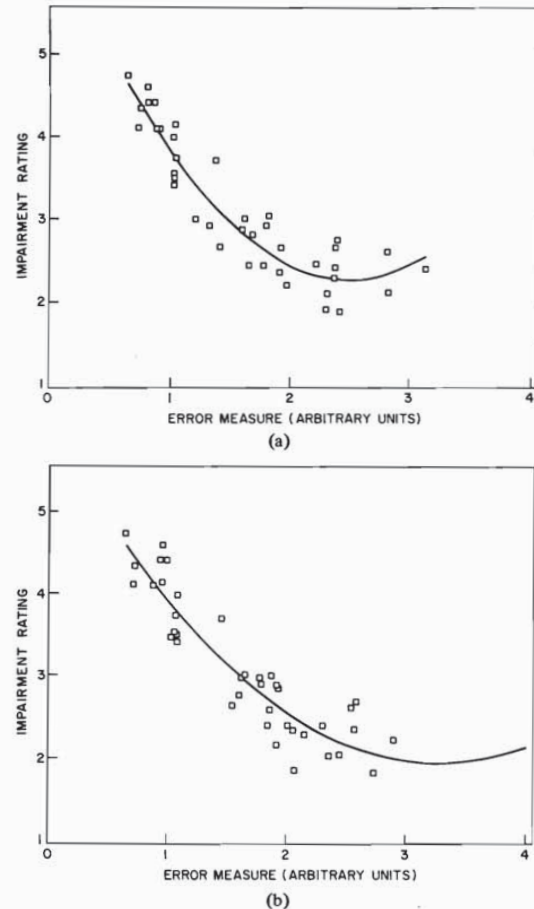 5
4
3
2
1
IMPAIRMENT RATING
0 1 2 3 4
ERROR MEASURE (ARBITRARY UNITS)
(a)
5
4
3
2
1
IMPAIRMENT RATING
0 1 2 3 4
ERROR MEASURE (ARBITRARY UNITS)
(b)